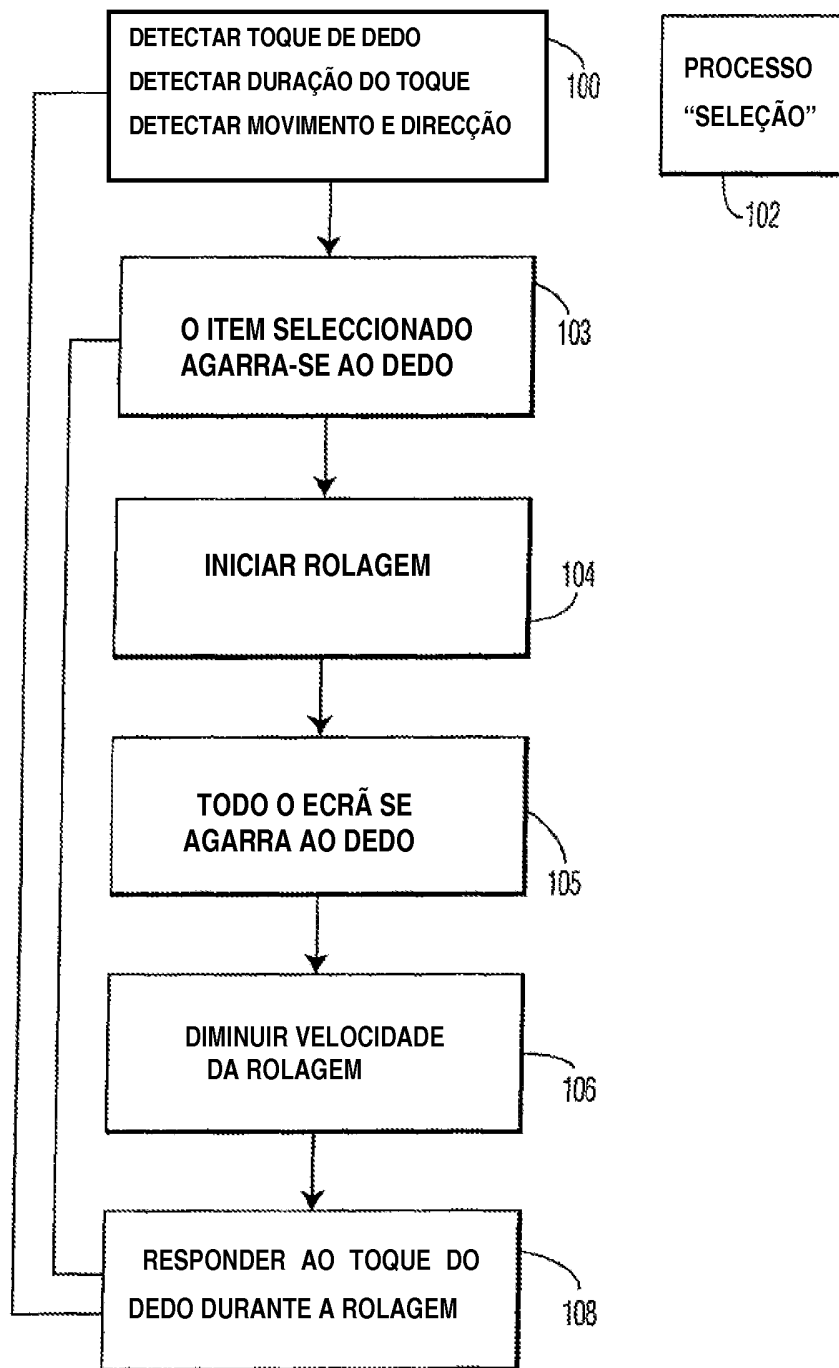 DETECTAR TOQUE DE DEDO
DETECTAR DURAÇÃO DO TOQUE
DETECTAR MOVIMENTO E DIRECÇÃO
100
PROCESSO
“SELEÇÃO”
102
O ITEM SELECCIONADO
AGARRA-SE AO DEDO
103
INICIAR ROLAGEM
104
TODO O ECRÃ SE
AGARRA AO DEDO
105
DIMINUIR VELOCIDADE
DA ROLAGEM
106
RESPONDER AO TOQUE DO
DEDO DURANTE A ROLAGEM
108